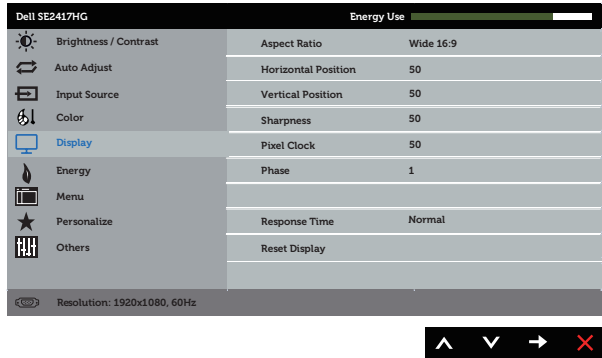 Dell SE2417HG Energy Use
Brightness / Contrast
Auto Adjust
Input Source
Color
Display
Energy
Menu
Personalize
Others
Aspect Ratio Wide 16:9
Horizontal Position 50
Vertical Position 50
Sharpness 50
Pixel Clock 50
Phase 1
Response Time Normal
Reset Display
Resolution: 1920x1080, 60Hz